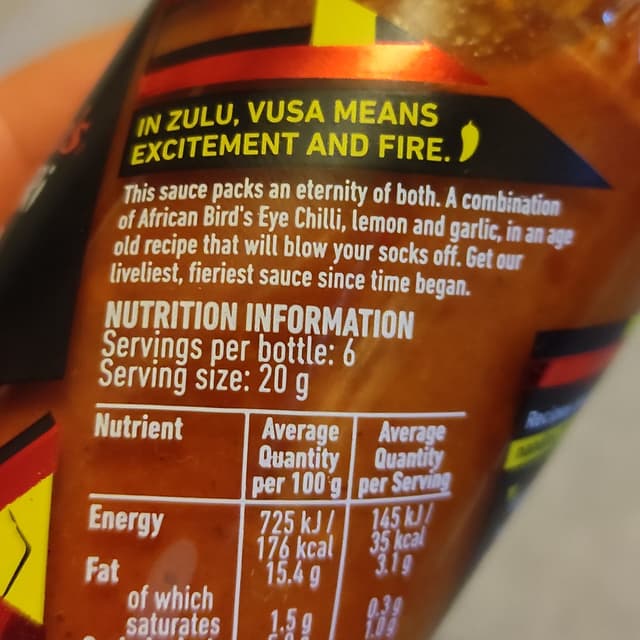 IN ZULU, VUSA MEANS
EXCITEMENT AND FIRE.
This sauce packs an eternity of both. A combination
of African Bird's Eye Chilli, lemon and garlic, in an age
old recipe that will blow your socks off. Get our
liveliest, fieriest sauce since time began.
NUTRITION INFORMATION
Servings per bottle: 6
Serving size: 20 g
Nutrient
Average
Quantity
per 100 g
Average
Quantity
per Serving
Energy
725 kJ /
176 kcal
145 kJ /
35 kcal
Fat
15.4 g
3.1 g
of which
saturates
1.5 g
0.3 g
1.0 g